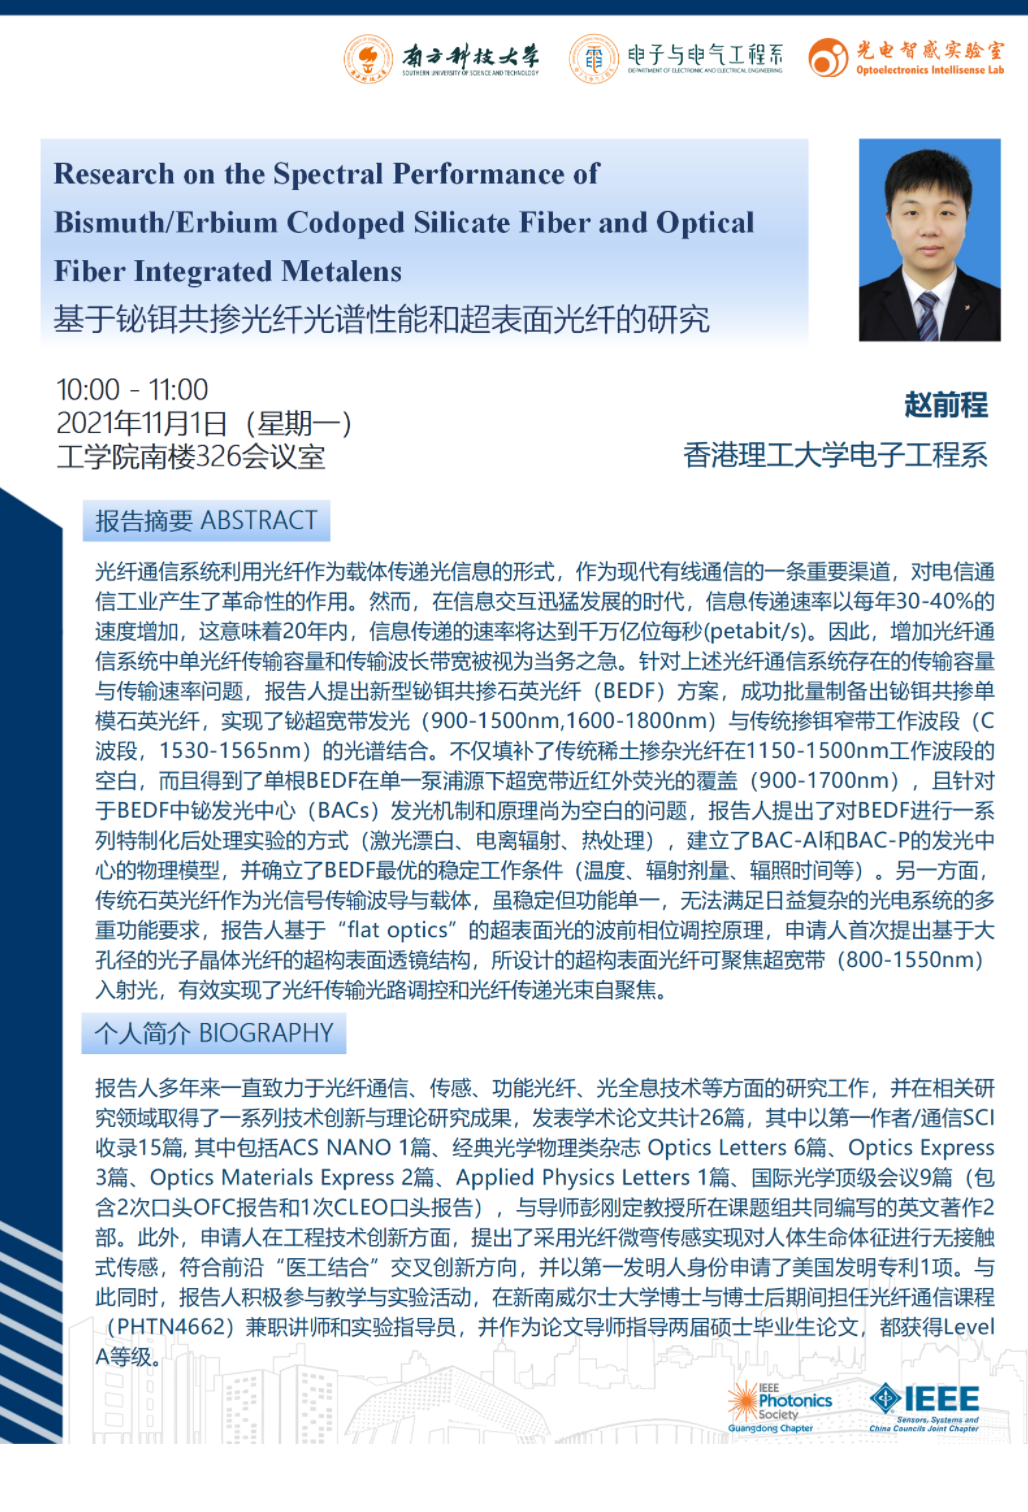 南方科技大学
SOUTHERN UNIVERSITY OF SCIENCE AND TECHNOLOGY
电子与电气工程系
DEPARTMENT OF ELECTRONIC AND ELECTRICAL ENGINEERING
光电智感实验室
Optoelectronics Intellisense Lab
Research on the Spectral Performance of
Bismuth/Erbium Codoped Silicate Fiber and Optical
Fiber Integrated Metalens
基于铋铒共掺光纤光谱性能和超表面光纤的研究
10:00 - 11:00
2021年11月1日（星期一）
工学院南楼326会议室
赵前程
香港理工大学电子工程系
报告摘要 ABSTRACT
光纤通信系统利用光纤作为载体传递光信息的形式，作为现代有线通信的一条重要渠道，对电信通
信工业产生了革命性的作用。然而，在信息交互迅猛发展的时代，信息传递速率以每年30-40%的
速度增加，这意味着20年内，信息传递的速率将达到千万亿位每秒(petabit/s)。因此，增加光纤通
信系统中单光纤传输容量和传输波长带宽被视为当务之急。针对上述光纤通信系统存在的传输容量
与传输速率问题，报告人提出新型铋铒共掺石英光纤（BEDF）方案，成功批量制备出铋铒共掺单
模石英光纤，实现了铋超宽带发光（900-1500nm,1600-1800nm）与传统掺铒窄带工作波段（C
波段，1530-1565nm）的光谱结合。不仅填补了传统稀土掺杂光纤在1150-1500nm工作波段的
空白，而且得到了单根BEDF在单一泵浦源下超宽带近红外荧光的覆盖（900-1700nm），且针对
于BEDF中铋发光中心（BACs）发光机制和原理尚为空白的问题，报告人提出了对BEDF进行一系
列特制化后处理实验的方式（激光漂白、电离辐射、热处理），建立了BAC-Al和BAC-P的发光中
心的物理模型，并确立了BEDF最优的稳定工作条件（温度、辐射剂量、辐照时间等）。另一方面，
传统石英光纤作为光信号传输波导与载体，虽稳定但功能单一，无法满足日益复杂的光电系统的多
重功能要求，报告人基于“flat optics”的超表面光的波前相位调控原理，申请人首次提出基于大
孔径的光子晶体光纤的超构表面透镜结构，所设计的超构表面光纤可聚焦超宽带（800-1550nm）
入射光，有效实现了光纤传输光路调控和光纤传递光束自聚焦。
个人简介 BIOGRAPHY
报告人多年来一直致力于光纤通信、传感、功能光纤、光全息技术等方面的研究工作，并在相关研
究领域取得了一系列技术创新与理论研究成果，发表学术论文共计26篇，其中以第一作者/通信SCI
收录15篇, 其中包括ACS NANO 1篇、经典光学物理类杂志 Optics Letters 6篇、Optics Express
3篇、Optics Materials Express 2篇、Applied Physics Letters 1篇、国际光学顶级会议9篇（包
含2次口头OFC报告和1次CLEO口头报告），与导师彭刚定教授所在课题组共同编写的英文著作2
部。此外，申请人在工程技术创新方面，提出了采用光纤微弯传感实现对人体生命体征进行无接触
式传感，符合前沿“医工结合”交叉创新方向，并以第一发明人身份申请了美国发明专利1项。与
此同时，报告人积极参与教学与实验活动，在新南威尔士大学博士与博士后期间担任光纤通信课程
（PHTN4662）兼职讲师和实验指导员，并作为论文导师指导两届硕士毕业生论文，都获得Level
A等级。
IEEE
Photonics
Society
Guangdong Chapter
IEEE
Sensors, Systems and
China Councils Joint Chapter